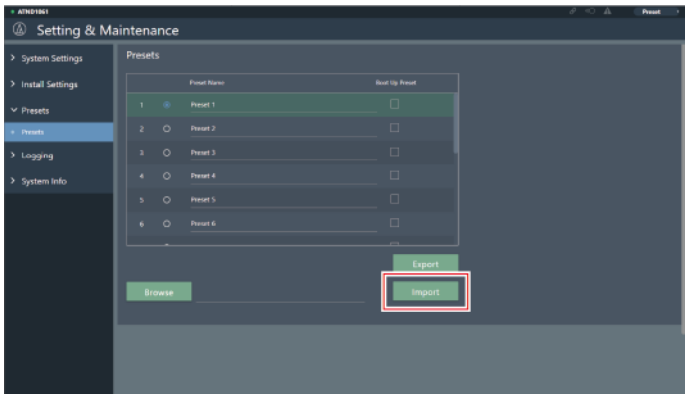 ATND1061
Preset
Setting & Maintenance
System Settings
Install Settings
Presets
Presets
Logging
System Info
Presets
Preset Name Boot Up Preset
1 Preset 1
2 Preset 2
3 Preset 3
4 Preset 4
5 Preset 5
6 Preset 6
Export
Browse
Import